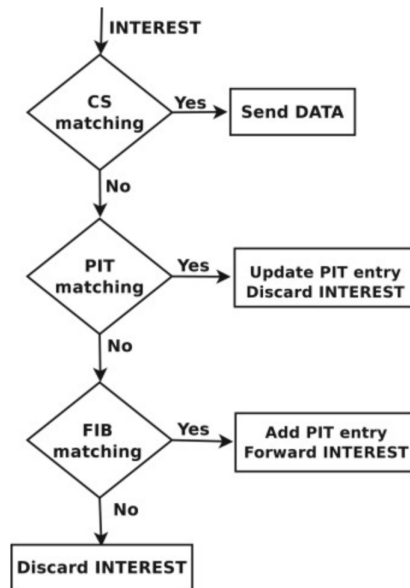 INTEREST
CS
matching
Yes
Send DATA
No
PIT
matching
Yes
Update PIT entry
Discard INTEREST
No
FIB
matching
Yes
Add PIT entry
Forward INTEREST
No
Discard INTEREST